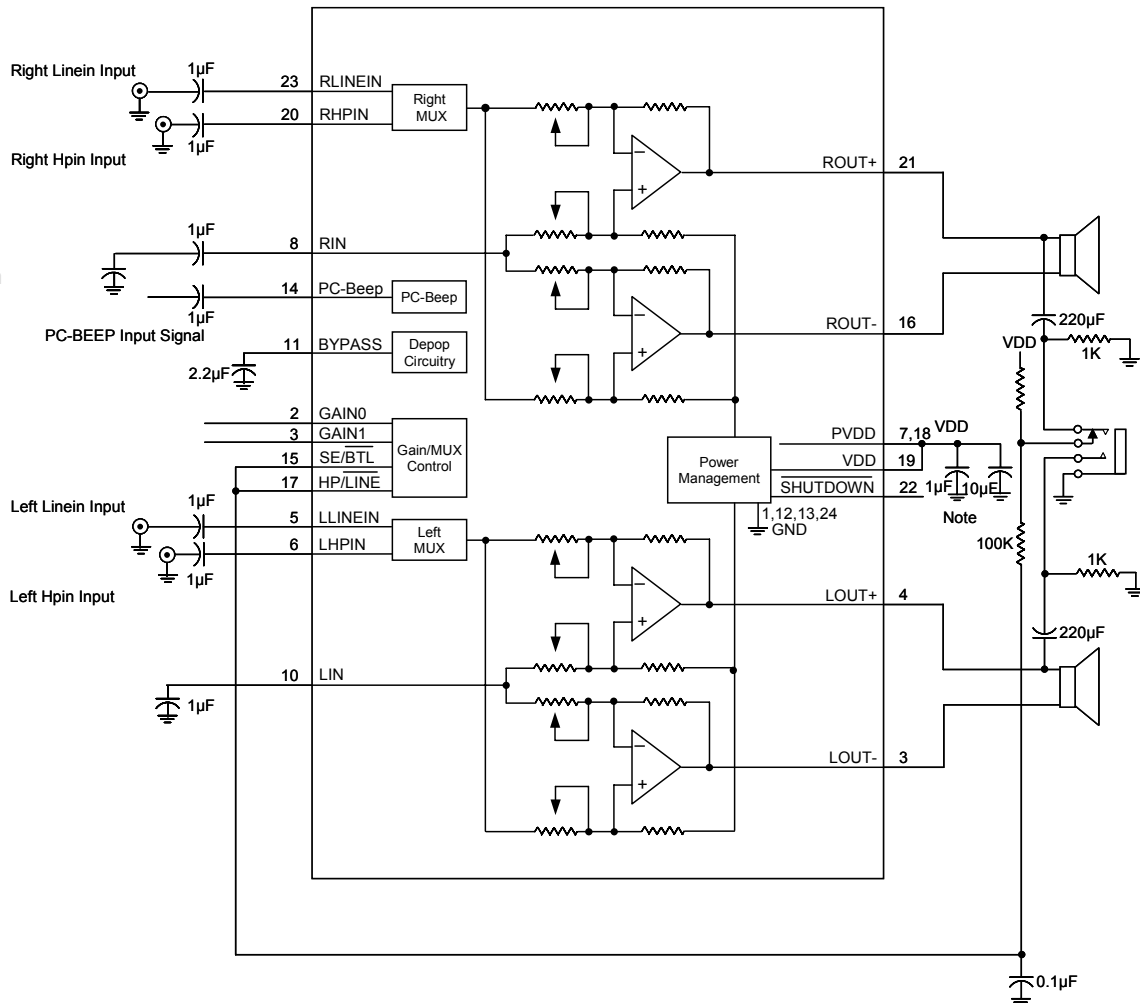 Right Linein Input
1µF
23 RLINEIN
Right
MUX
20 RHPIN
1µF
Right Hpin Input
ROUT+ 21
1µF
8 RIN
14 PC-Beep
PC-Beep
1µF
PC-BEEP Input Signal
ROUT- 16
11 BYPASS
Depop
Circuitry
2.2µF
220µF
VDD
1K
2 GAIN0
3 GAIN1
15 SE/BTL
17 HP/LINE
Gain/MUX
Control
Power
Management
PVDD 7,18 VDD
VDD 19
SHUTDOWN 22
1µF
10µF
Note
1,12,13,24
GND
100K
Left Linein Input
1µF
5 LLINEIN
Left
MUX
6 LHPIN
1µF
Left Hpin Input
1K
LOUT+ 4
220µF
10 LIN
1µF
LOUT- 3
0.1µF